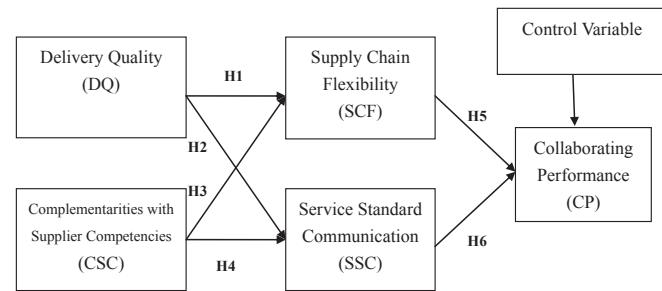 Delivery Quality
(DQ)
H1
Supply Chain
Flexibility
(SCF)
Control Variable
H2
H3
H5
Collaborating
Performance
(CP)
Complementarities with
Supplier Competencies
(CSC)
H4
Service Standard
Communication
(SSC)
H6